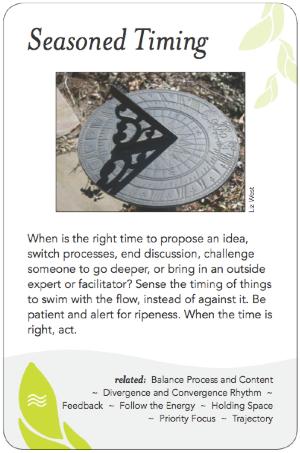 Seasoned Timing
Liz West
When is the right time to propose an idea,
switch processes, end discussion, challenge
someone to go deeper, or bring in an outside
expert or facilitator? Sense the timing of things
to swim with the flow, instead of against it. Be
patient and alert for ripeness. When the time is
right, act.
related: Balance Process and Content
~ Divergence and Convergence Rhythm ~
Feedback ~ Follow the Energy ~ Holding Space
~ Priority Focus ~ Trajectory